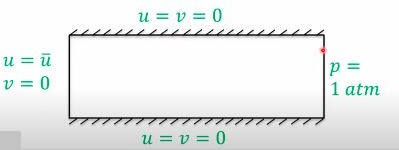 u = v = 0
u = ū
v = 0
p =
1 atm
u = v = 0